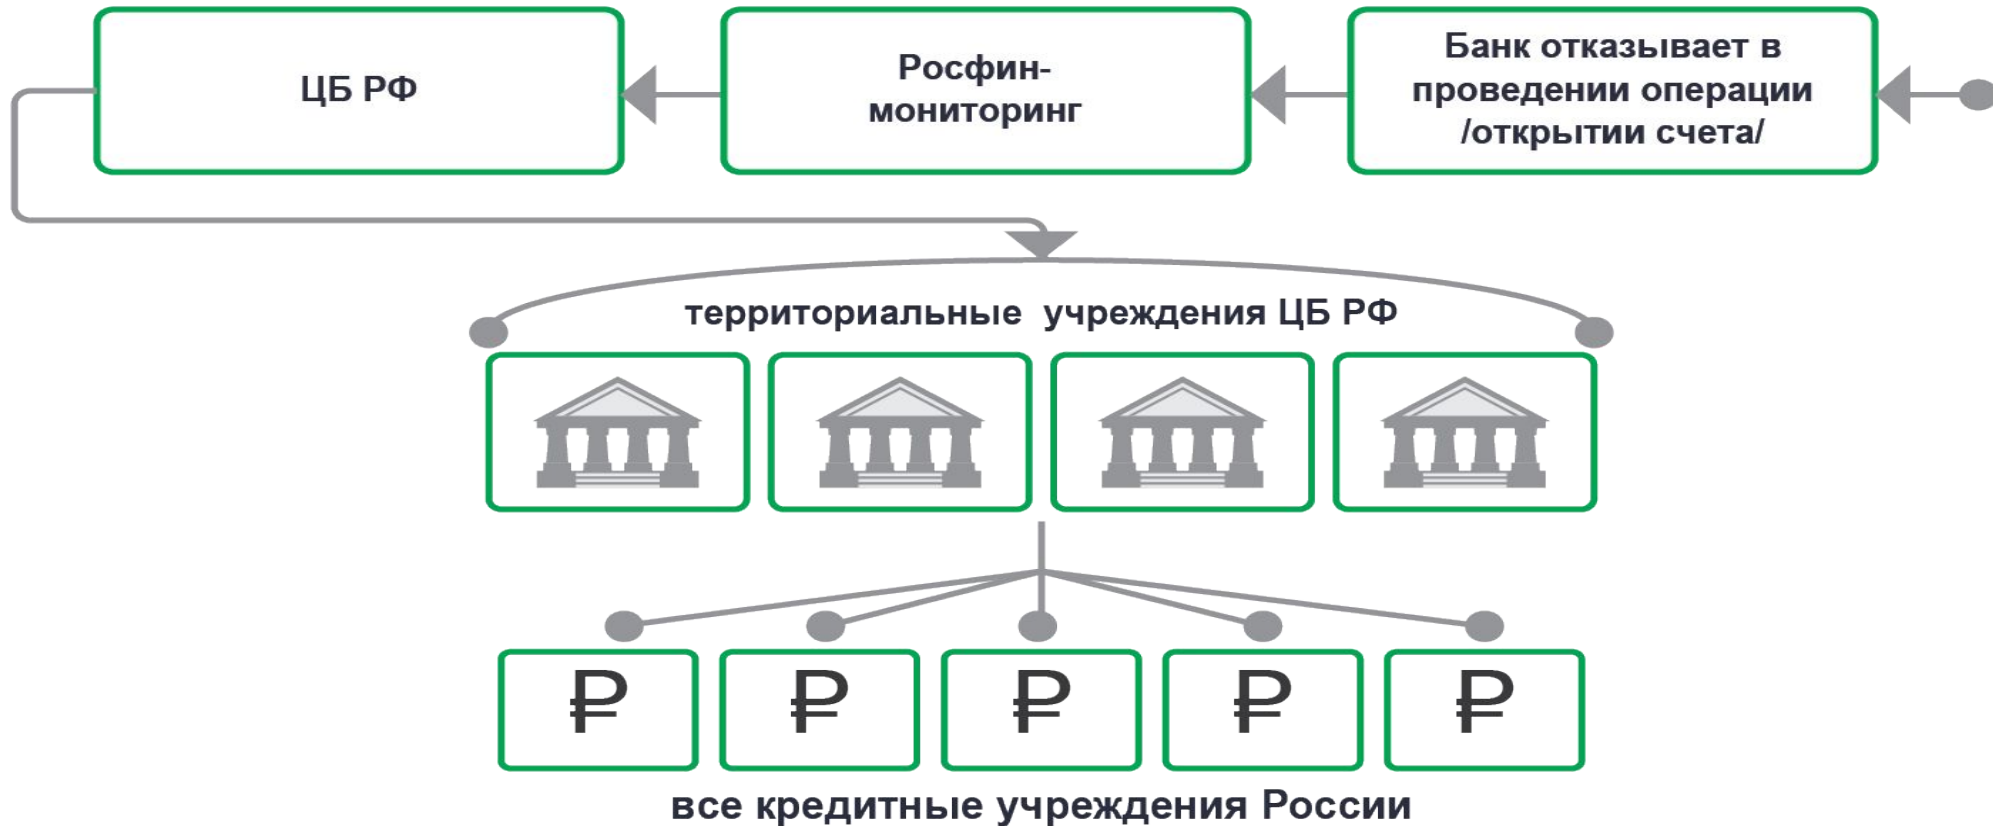 ЦБ РФ
Росфин-
мониторинг
Банк отказывает в
проведении операции
/открытии счета/
территориальные учреждения ЦБ РФ
₽ ₽ ₽ ₽ ₽
все кредитные учреждения России